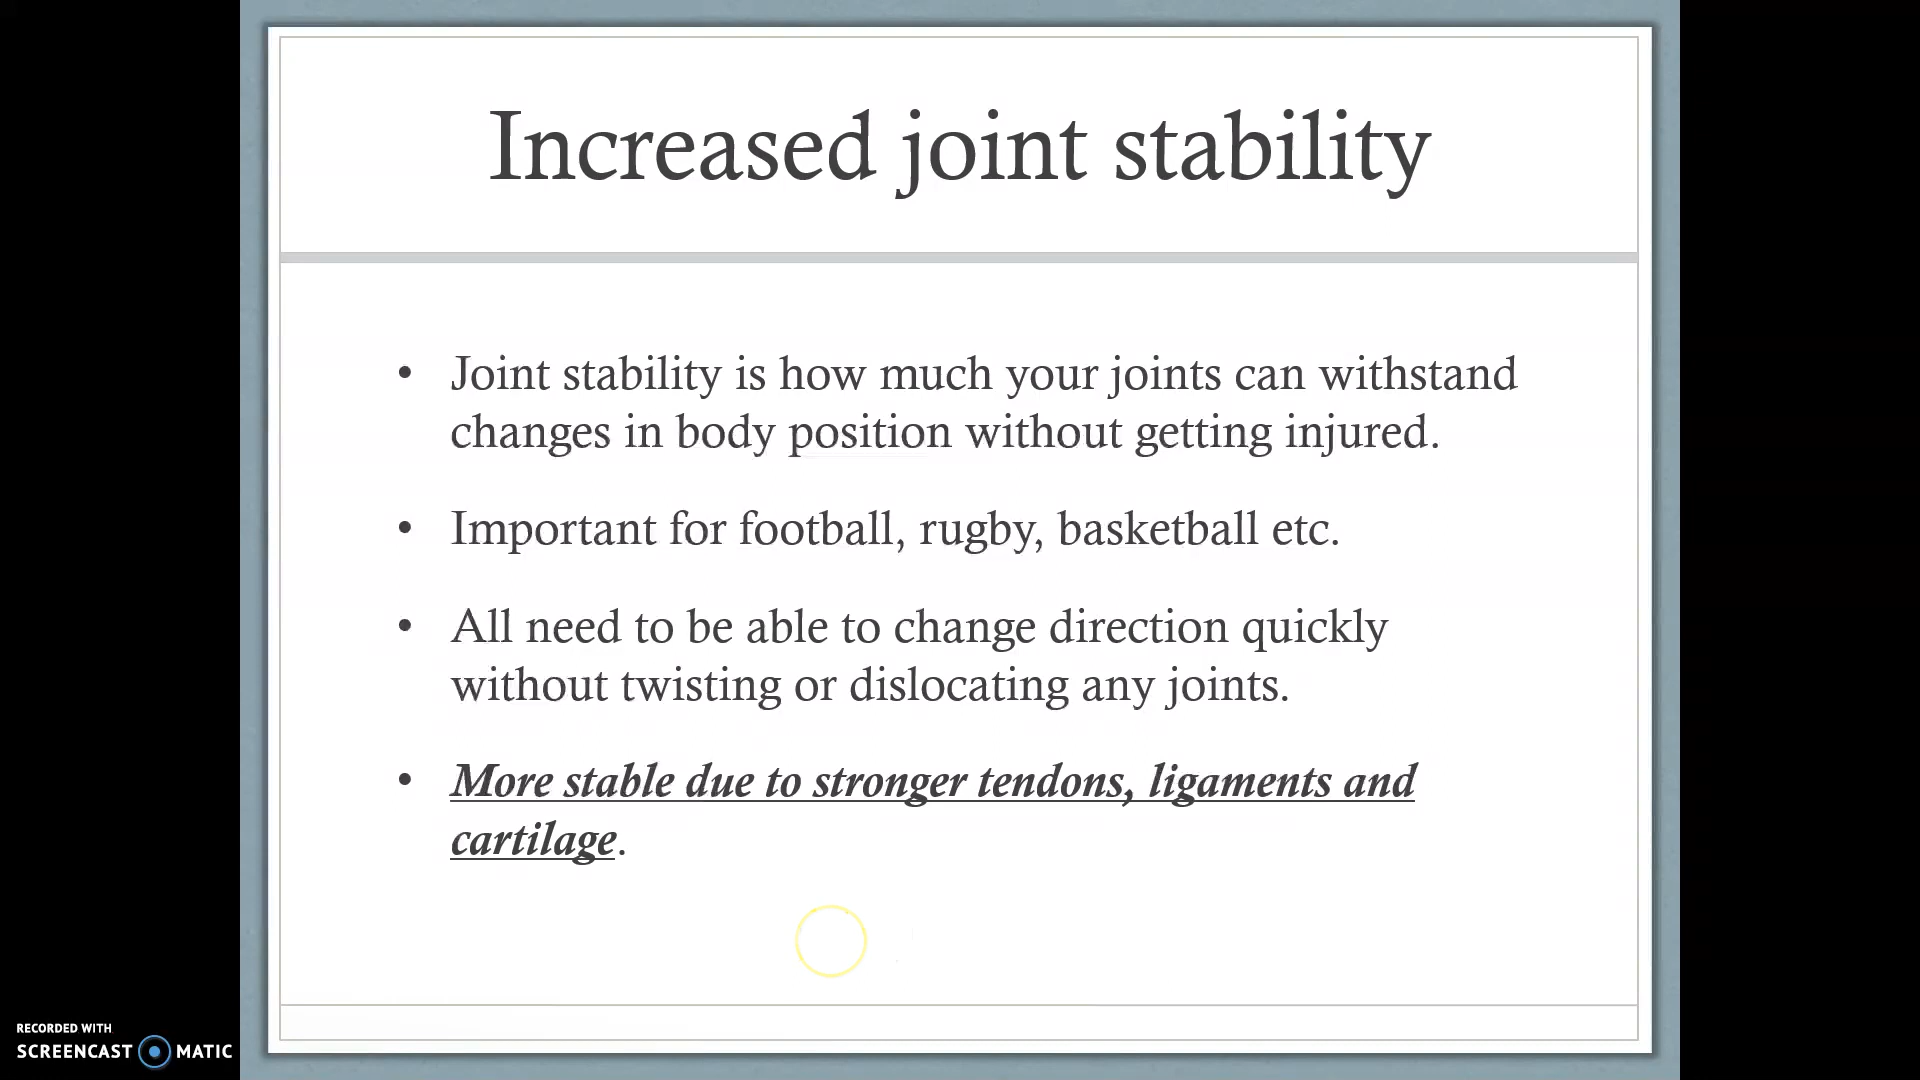 Increased joint stability
• Joint stability is how much your joints can withstand
changes in body position without getting injured.
• Important for football, rugby, basketball etc.
• All need to be able to change direction quickly
without twisting or dislocating any joints.
• More stable due to stronger tendons, ligaments and
cartilage.
RECORDED WITH
SCREENCAST MATIC